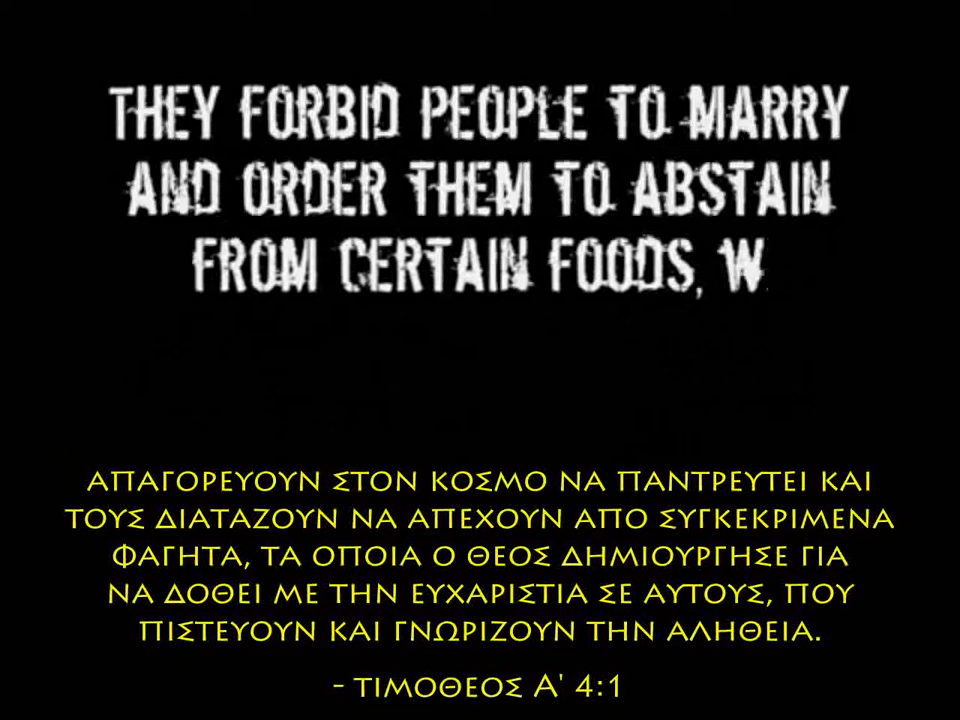 THEY FORBID PEOPLE TO MARRY
AND ORDER THEM TO ABSTAIN
FROM CERTAIN FOODS, W
ΑΠΑΓΟΡΕΥΟΥΝ ΣΤΟΝ ΚΟΣΜΟ ΝΑ ΠΑΝΤΡΕΥΤΕΙ ΚΑΙ
ΤΟΥΣ ΔΙΑΤΑΖΟΥΝ ΝΑ ΑΠΕΧΟΥΝ ΑΠΟ ΣΥΓΚΕΚΡΙΜΕΝΑ
ΦΑΓΗΤΑ, ΤΑ ΟΠΟΙΑ Ο ΘΕΟΣ ΔΗΜΙΟΥΡΓΗΣΕ ΓΙΑ
ΝΑ ΔΟΘΕΙ ΜΕ ΤΗΝ ΕΥΧΑΡΙΣΤΙΑ ΣΕ ΑΥΤΟΥΣ, ΠΟΥ
ΠΙΣΤΕΥΟΥΝ ΚΑΙ ΓΝΩΡΙΖΟΥΝ ΤΗΝ ΑΛΗΘΕΙΑ.
- ΤΙΜΟΘΕΟΣ Α' 4:1